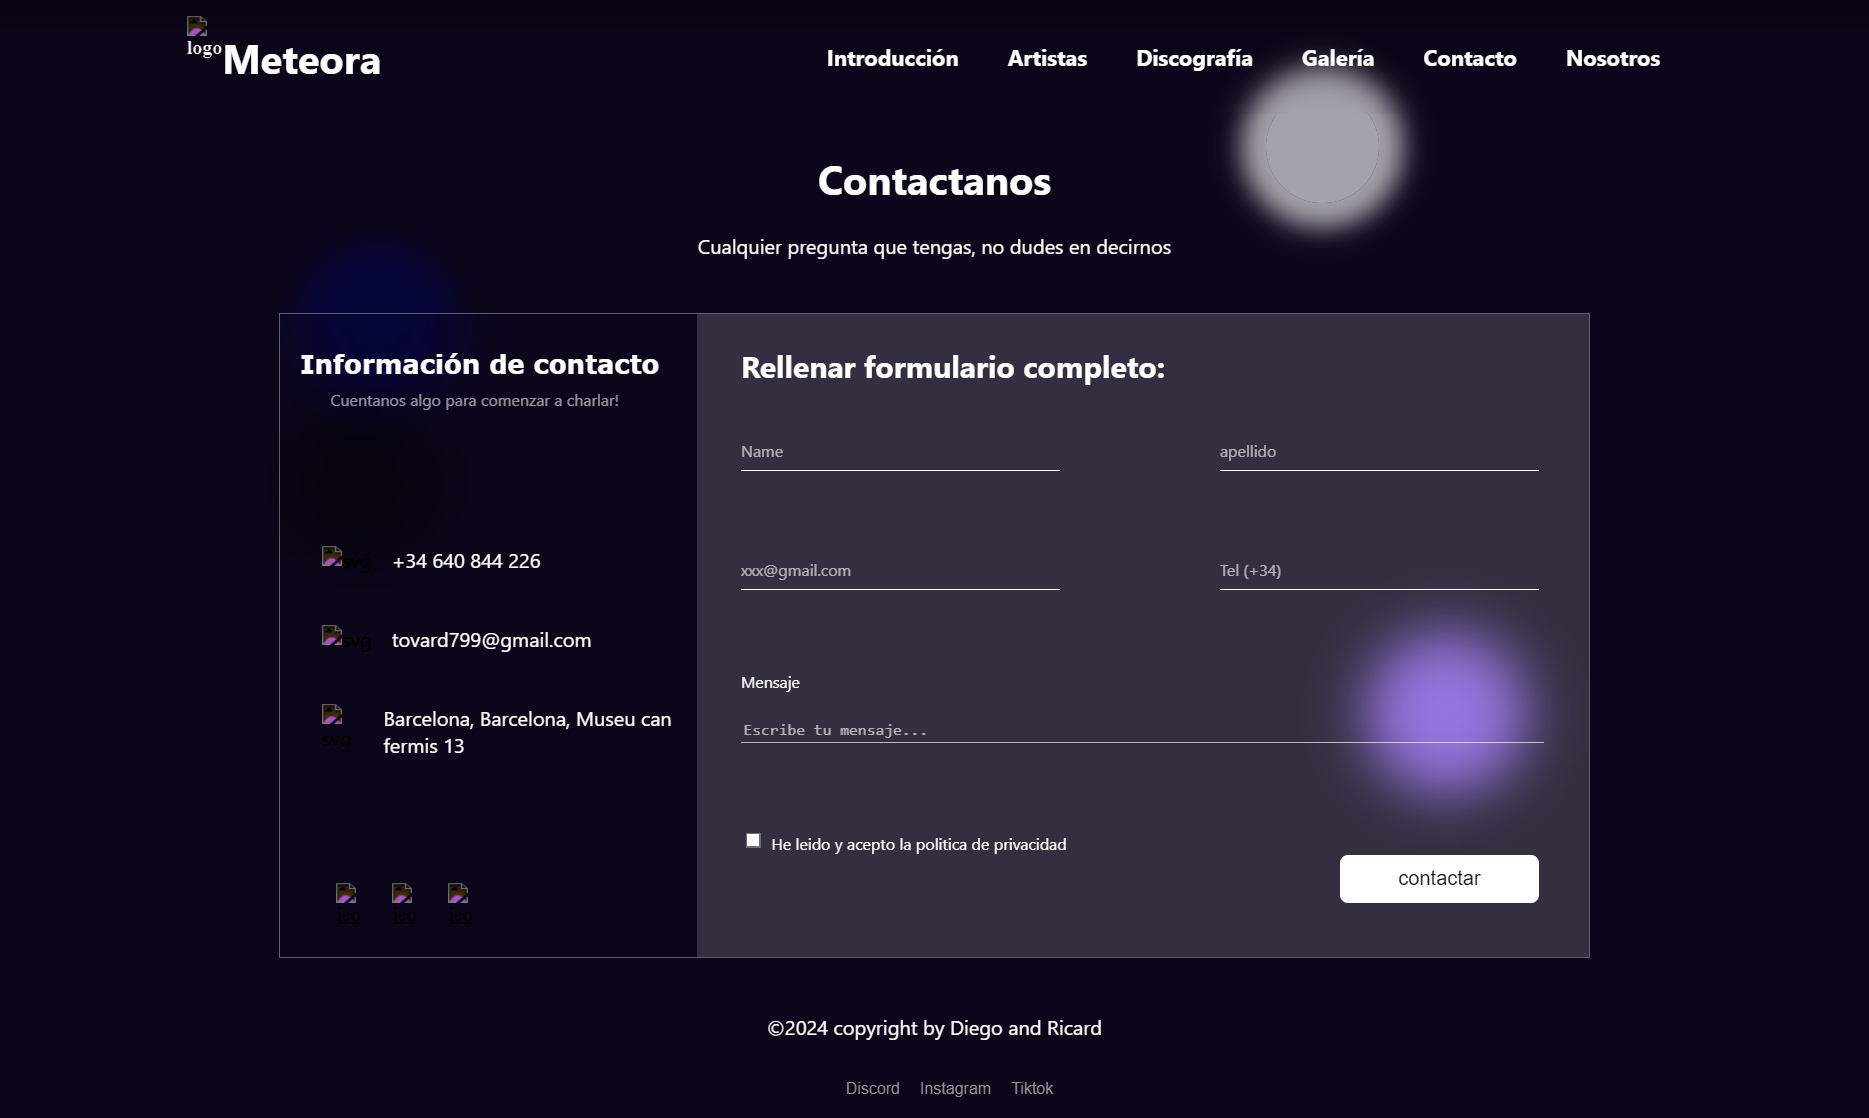 logo
Meteora
Introducción Artistas Discografía Galería Contacto Nosotros
Contactanos
Cualquier pregunta que tengas, no dudes en decirnos
Información de contacto
Cuentanos algo para comenzar a charlar!
svg +34 640 844 226
svg tovard799@gmail.com
svg Barcelona, Barcelona, Museu can
fermis 13
ico ico ico
Rellenar formulario completo:
Name apellido
xxx@gmail.com Tel (+34)
Mensaje
Escribe tu mensaje...
He leido y acepto la politica de privacidad
contactar
©2024 copyright by Diego and Ricard
Discord Instagram Tiktok